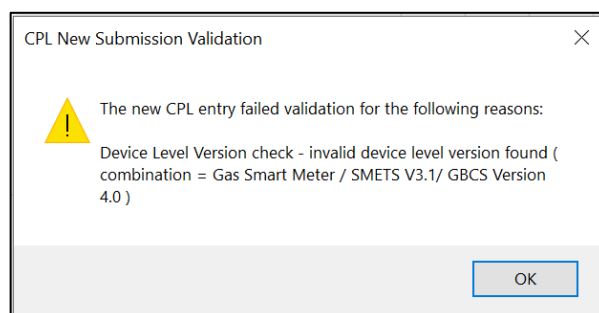 CPL New Submission Validation
The new CPL entry failed validation for the following reasons:
Device Level Version check - invalid device level version found (
combination = Gas Smart Meter / SMETS V3.1/ GBCS Version
4.0 )
OK